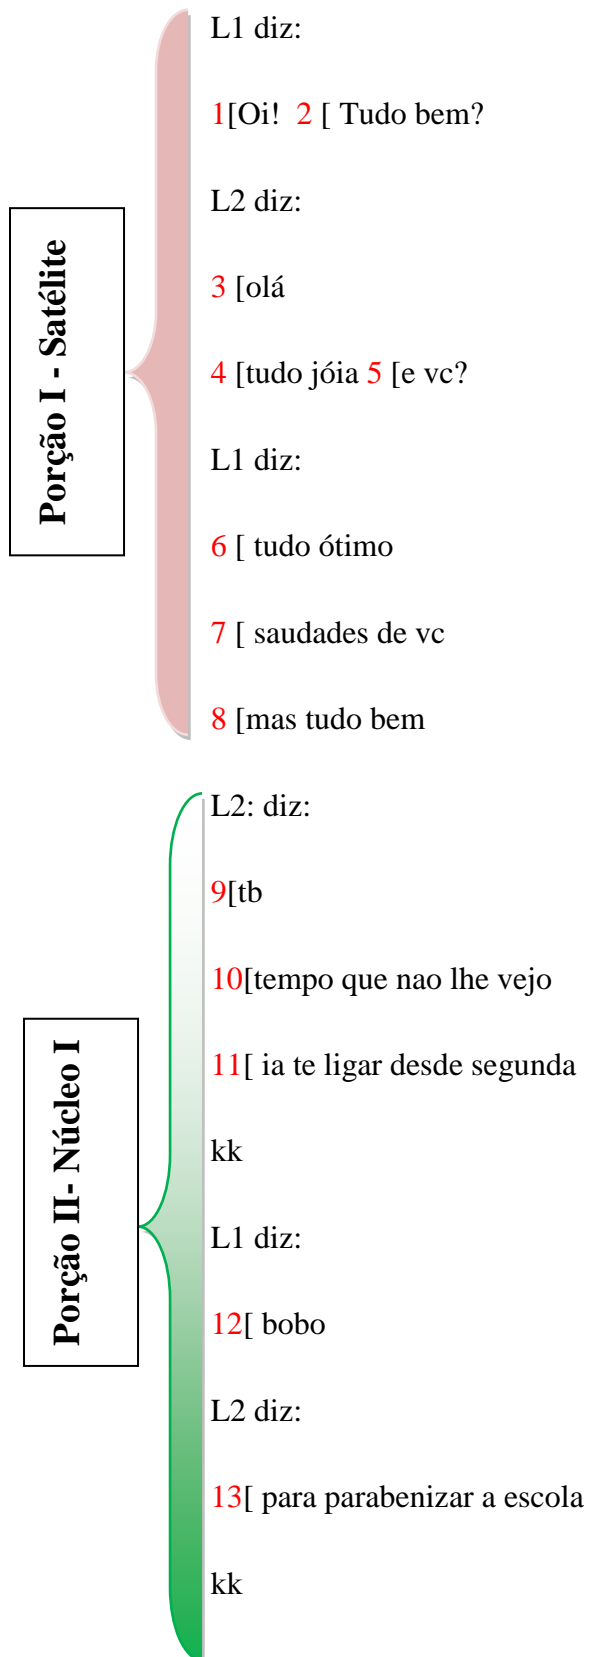 Porção I - Satélite
L1 diz:
1[Oi!  2 [ Tudo bem?
L2 diz:
3 [olá
4 [tudo jóia 5 [e vc?
L1 diz:
6 [ tudo ótimo
7 [ saudades de vc
8 [mas tudo bem
Porção II- Núcleo I
L2: diz:
9[tb
10[tempo que nao lhe vejo
11[ ia te ligar desde segunda
kk
L1 diz:
12[ bobo
L2 diz:
13[ para parabenizar a escola
kk